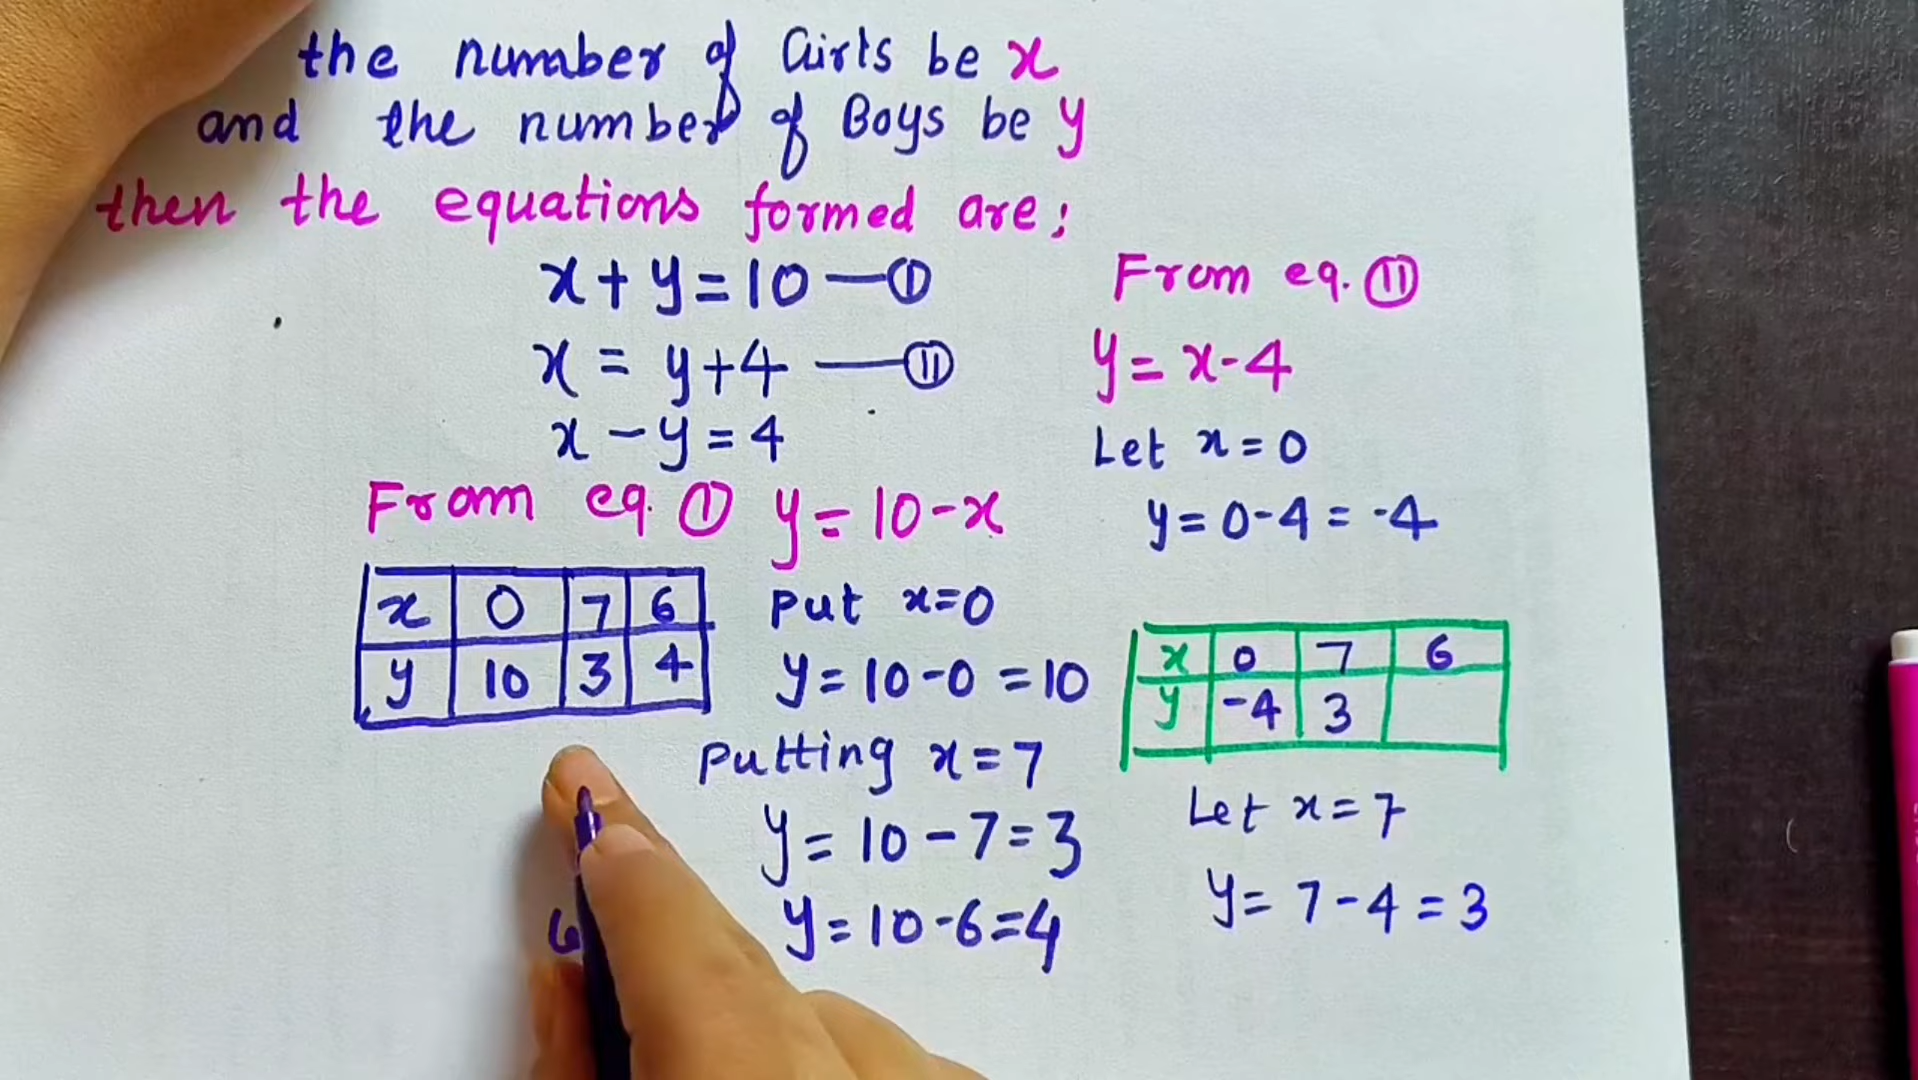 the number of Girls be x
and the number of Boys be y
then the equations formed are;
x + y = 10 — (I)
x = y + 4 — (II)
x - y = 4
From eq. (I) y = 10 - x
x 0 7 6
y 10 3 4
Put x = 0
y = 10 - 0 = 10
Putting x = 7
y = 10 - 7 = 3
y = 10 - 6 = 4
From eq. (II)
y = x - 4
Let x = 0
y = 0 - 4 = -4
x 0 7 6
y -4 3
Let x = 7
y = 7 - 4 = 3